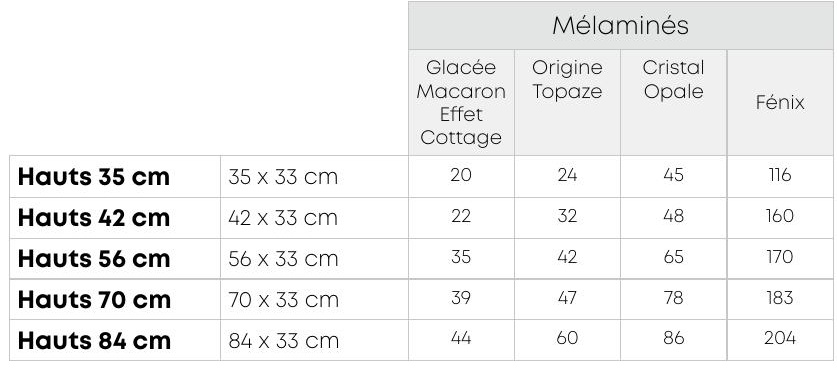 Mélaminés
Glacée
Macaron
Effet
Cottage
Origine
Topaze
Cristal
Opale
Fénix
Hauts 35 cm 35 x 33 cm 20 24 45 116
Hauts 42 cm 42 x 33 cm 22 32 48 160
Hauts 56 cm 56 x 33 cm 35 42 65 170
Hauts 70 cm 70 x 33 cm 39 47 78 183
Hauts 84 cm 84 x 33 cm 44 60 86 204